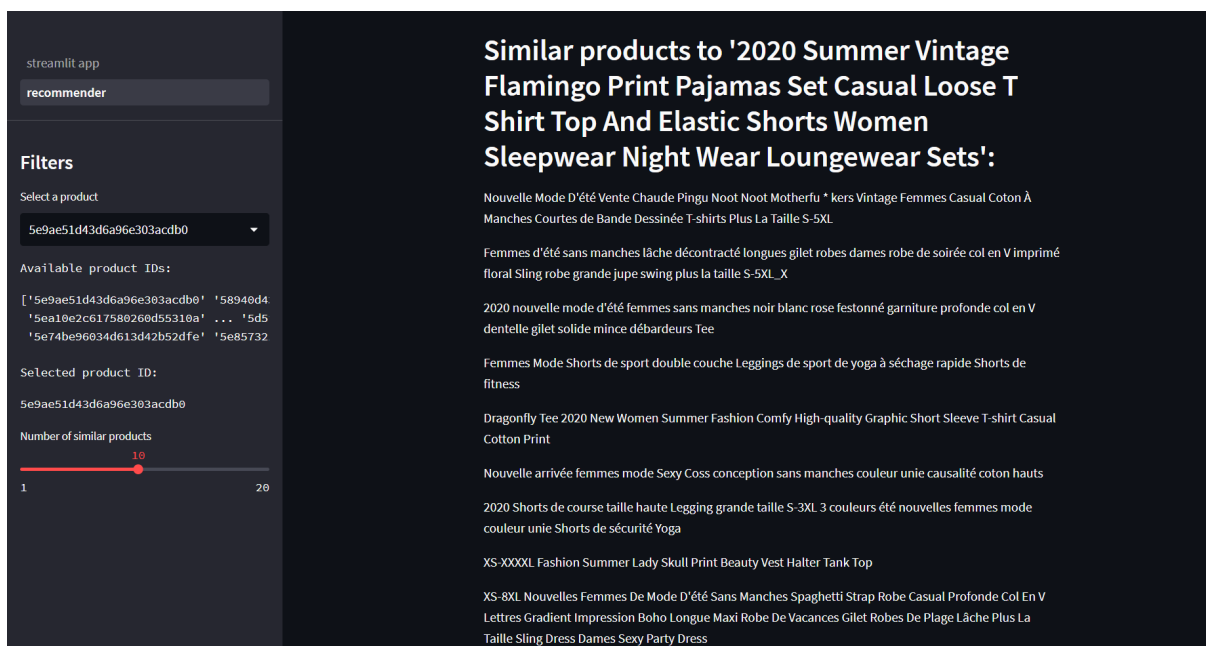 streamlit app
recommender
Filters
Select a product
5e9ae51d43d6a96e303acdb0
Available product IDs:
['5e9ae51d43d6a96e303acdb0' '58940d4
'5ea10e2c617580260d55310a' ... '5d5
'5e74be96034d613d42b52dfe' '5e85732
Selected product ID:
5e9ae51d43d6a96e303acdb0
Number of similar products
10
1 20
Similar products to '2020 Summer Vintage
Flamingo Print Pajamas Set Casual Loose T
Shirt Top And Elastic Shorts Women
Sleepwear Night Wear Loungewear Sets':
Nouvelle Mode D'été Vente Chaude Pingu Noot Noot Motherfu * kers Vintage Femmes Casual Coton À
Manches Courtes de Bande Dessinée T-shirts Plus La Taille S-5XL
Femmes d'été sans manches lâche décontracté longues gilet robes dames robe de soirée col en V imprimé
floral Sling robe grande jupe swing plus la taille S-5XL_X
2020 nouvelle mode d'été femmes sans manches noir blanc rose festonné garniture profonde col en V
dentelle gilet solide mince débardeurs Tee
Femmes Mode Shorts de sport double couche Leggings de sport de yoga à séchage rapide Shorts de
fitness
Dragonfly Tee 2020 New Women Summer Fashion Comfy High-quality Graphic Short Sleeve T-shirt Casual
Cotton Print
Nouvelle arrivée femmes mode Sexy Coss conception sans manches couleur unie causalité coton hauts
2020 Shorts de course taille haute Legging grande taille S-3XL 3 couleurs été nouvelles femmes mode
couleur unie Shorts de sécurité Yoga
XS-XXXXL Fashion Summer Lady Skull Print Beauty Vest Halter Tank Top
XS-8XL Nouvelles Femmes De Mode D'été Sans Manches Spaghetti Strap Robe Casual Profonde Col En V
Lettres Gradient Impression Boho Longue Maxi Robe De Vacances Gilet Robes De Plage Lâche Plus La
Taille Sling Dress Dames Sexy Party Dress